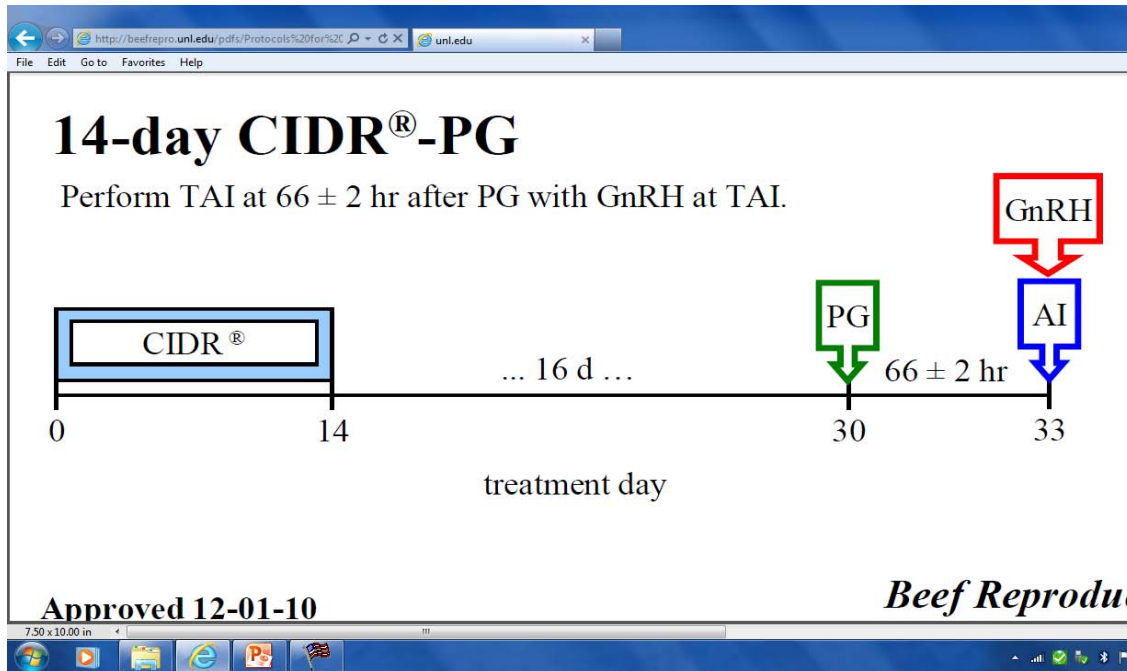 http://beefrepro.unl.edu/pdfs/Protocols%20for%20
unl.edu
File Edit Go to Favorites Help
14-day CIDR®-PG
Perform TAI at 66 ± 2 hr after PG with GnRH at TAI.
GnRH
CIDR ®
PG
AI
... 16 d …
66 ± 2 hr
0
14
30
33
treatment day
Approved 12-01-10
Beef Reprodu
7.50 x 10.00 in